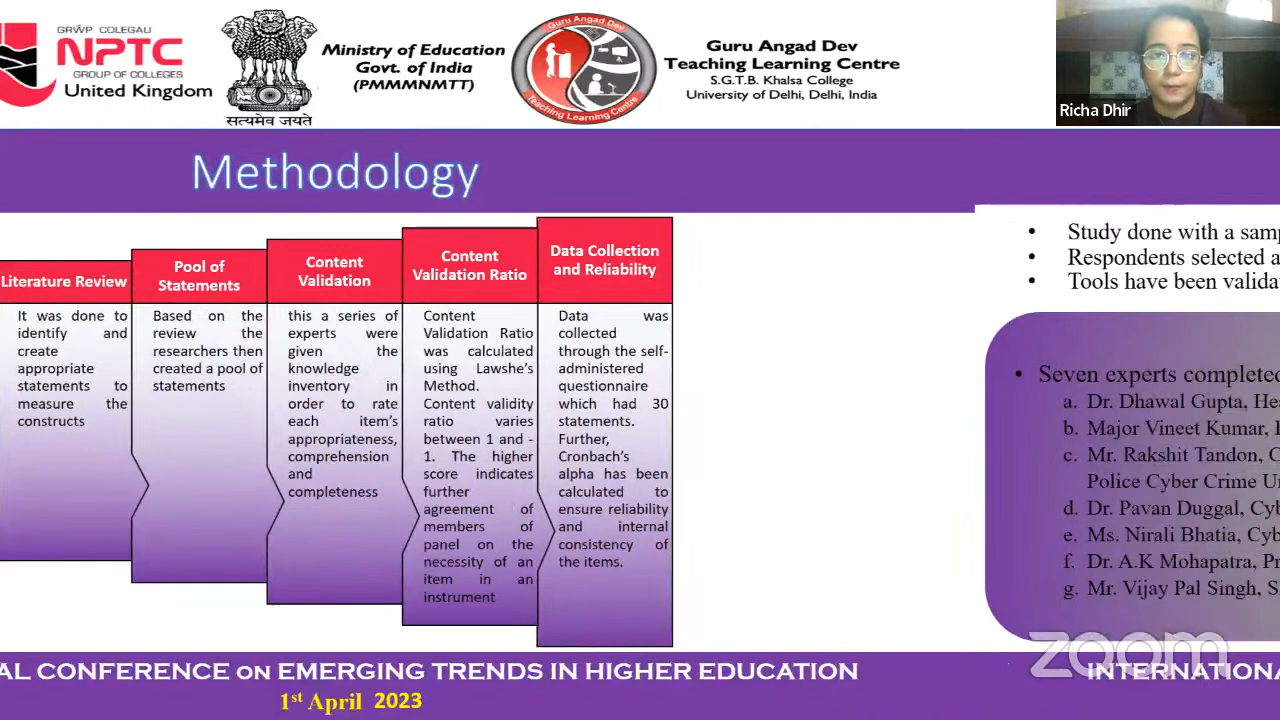 GRŴP COLEGAU
NPTC
GROUP OF COLLEGES
United Kingdom
सत्यमेव जयते
Ministry of Education
Govt. of India
(PMMMNMTT)
Guru Angad Dev
Teaching Learning Centre
Guru Angad Dev
Teaching Learning Centre
S.G.T.B. Khalsa College
University of Delhi, Delhi, India
Richa Dhir
Methodology
Literature Review
It was done to
identify and
create
appropriate
statements to
measure the
constructs
Pool of
Statements
Based on the
review the
researchers then
created a pool of
statements
Content
Validation
this a series of
experts were
given the
knowledge
inventory in
order to rate
each item's
appropriateness,
comprehension
and
completeness
Content
Validation Ratio
Content
Validation Ratio
was calculated
using Lawshe's
Method.
Content validity
ratio varies
between 1 and -
1. The higher
score indicates
further
agreement of
members of
panel on the
necessity of an
item in an
instrument
Data Collection
and Reliability
Data was
collected
through the self-
administered
questionnaire
which had 30
statements.
Further,
Cronbach's
alpha has been
calculated to
ensure reliability
and internal
consistency of
the items.
• Study done with a samp
• Respondents selected a
• Tools have been valida
• Seven experts completed
a. Dr. Dhawal Gupta, Hea
b. Major Vineet Kumar,
c. Mr. Rakshit Tandon, C
Police Cyber Crime Un
d. Dr. Pavan Duggal, Cyb
e. Ms. Nirali Bhatia, Cyb
f. Dr. A.K Mohapatra, Pr
g. Mr. Vijay Pal Singh, S
zoom
AL CONFERENCE on EMERGING TRENDS IN HIGHER EDUCATION
INTERNATIONA
1st April 2023